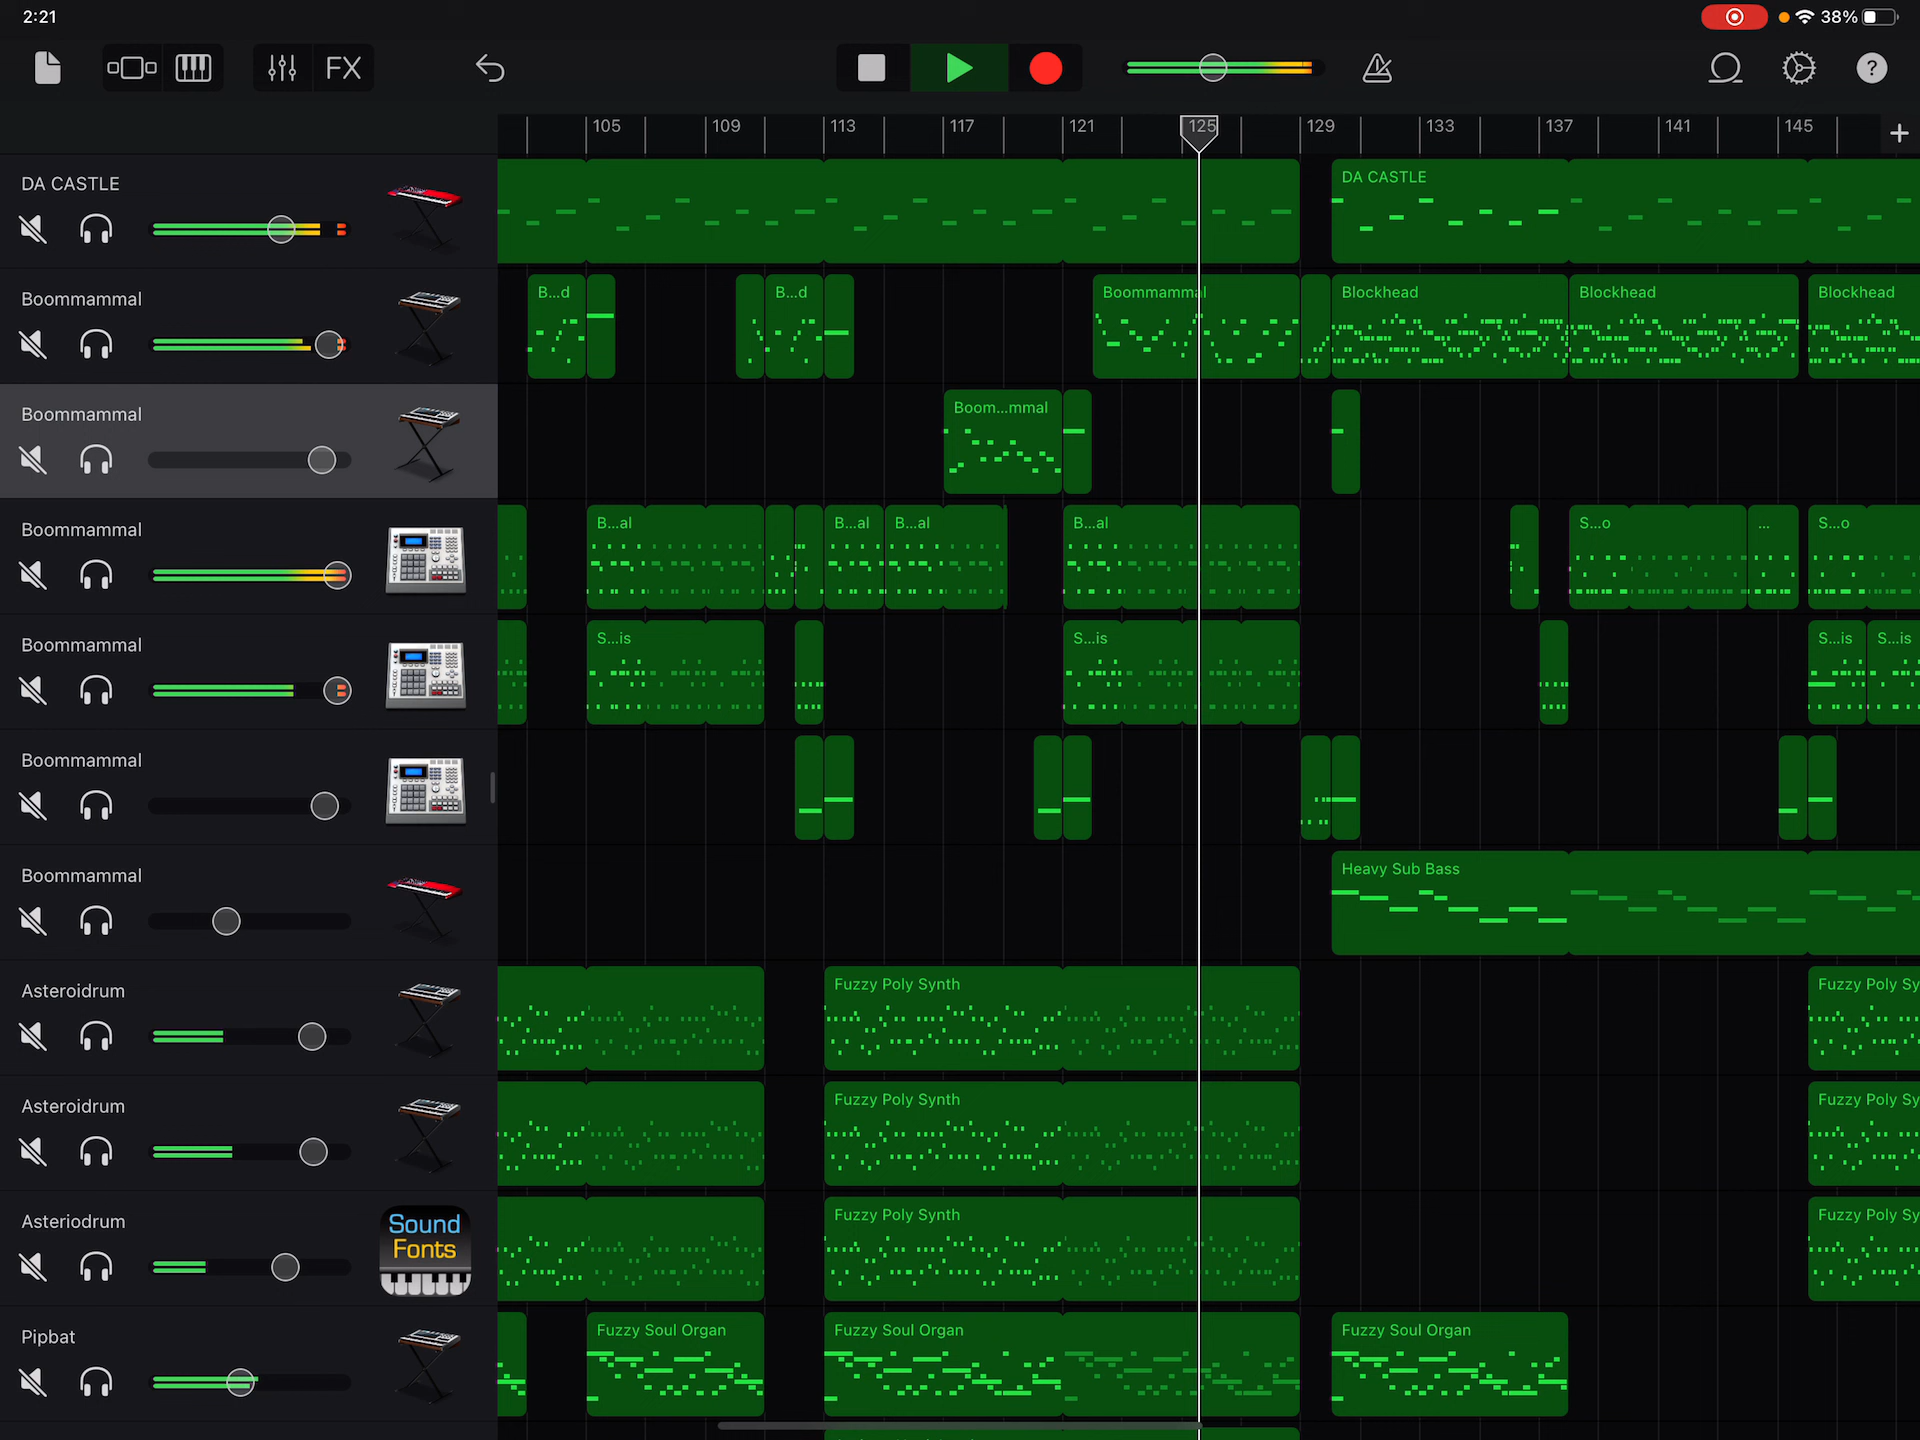 2:21
38%
FX
?
105 109 113 117 121 125 129 133 137 141 145
+
DA CASTLE
DA CASTLE
Boommammal
B...d
B...d
Boommammal
Blockhead
Blockhead
Blockhead
Boommammal
Boom...mmal
Boommammal
B...al
B...al
B...al
B...al
S...o
...
S...o
Boommammal
S...is
S...is
S...is
S...is
Boommammal
Boommammal
Heavy Sub Bass
Asteroidrum
Fuzzy Poly Synth
Fuzzy Poly Sy
Asteroidrum
Fuzzy Poly Synth
Fuzzy Poly Sy
Asteriodrum
Sound
Fonts
Fuzzy Poly Synth
Fuzzy Poly Sy
Pipbat
Fuzzy Soul Organ
Fuzzy Soul Organ
Fuzzy Soul Organ